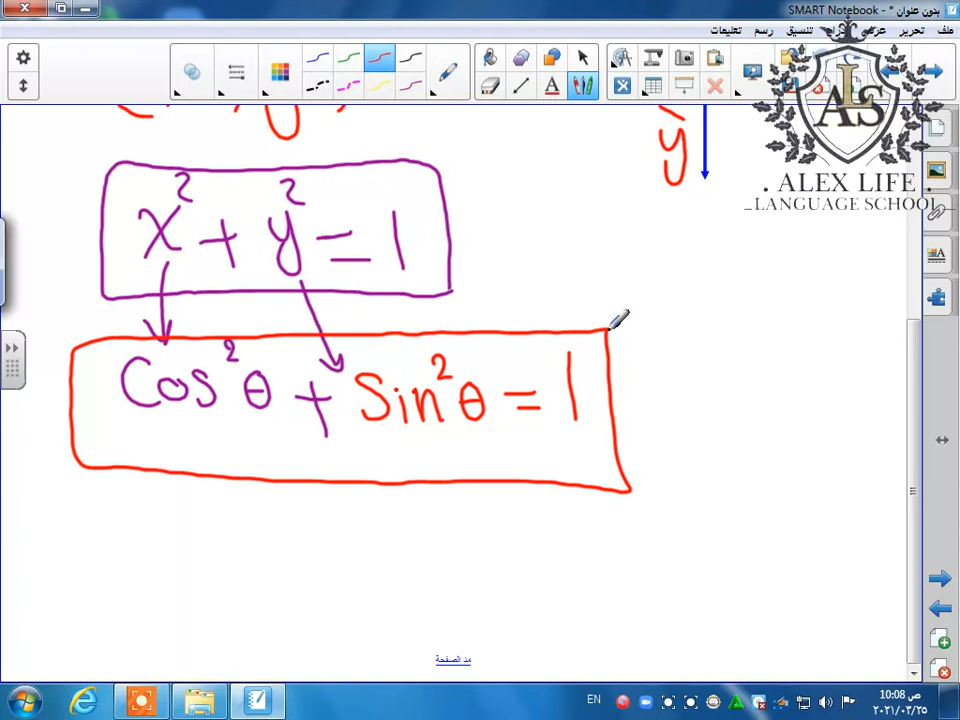 بدون عنوان * - SMART Notebook
ملف تحرير عرض إدراج تنسيق رسم تعليمات
ALS
. ALEX LIFE .
LANGUAGE SCHOOL
y
x² + y² = 1
Cos²θ + Sin²θ = 1
مد الصفحة
EN
10:08 ص
٢٠٢١/٠٣/٢٥